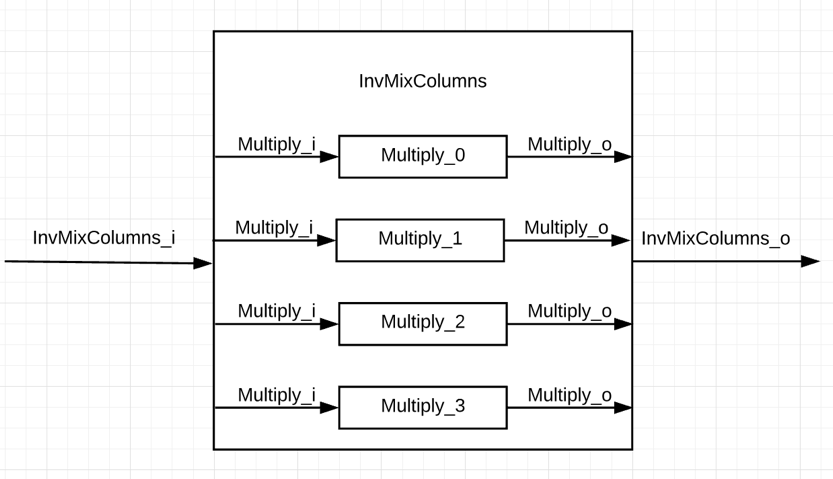 InvMixColumns
Multiply_i Multiply_0 Multiply_o
Multiply_i Multiply_1 Multiply_o
InvMixColumns_i InvMixColumns_o
Multiply_i Multiply_2 Multiply_o
Multiply_i Multiply_3 Multiply_o